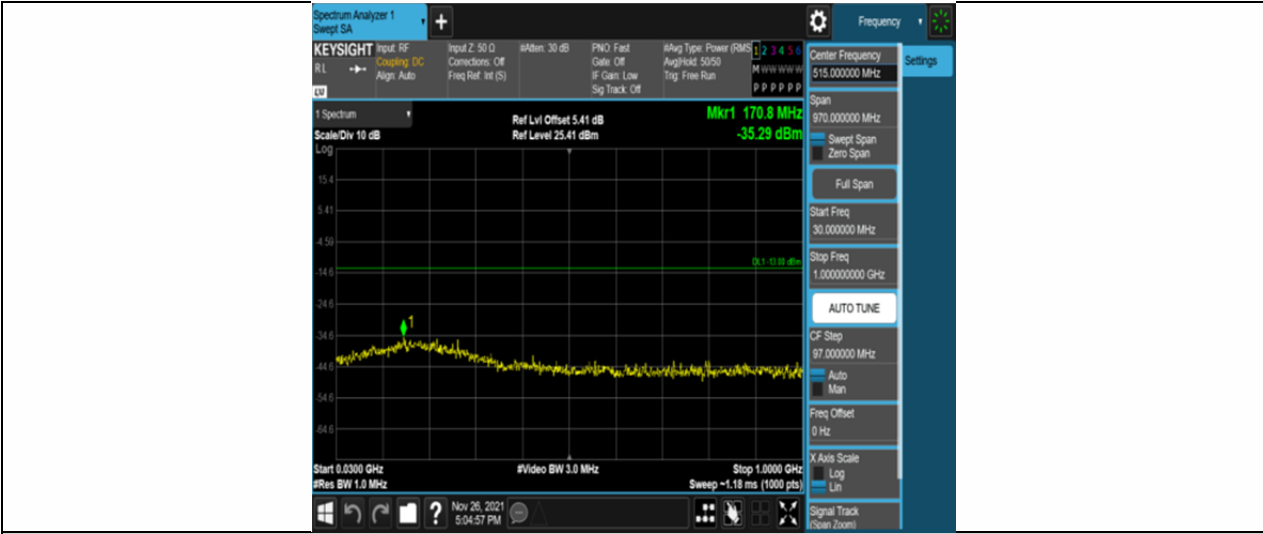 Spectrum Analyzer 1
Swept SA
+
Frequency
KEYSIGHT
RL
LV
Input: RF
Coupling: DC
Align: Auto
Input Z: 50 Ω
Corrections: Off
Freq Ref: Int (S)
#Atten: 30 dB
PNO: Fast
Gate: Off
IF Gain: Low
Sig Track: Off
#Avg Type: Power (RMS
Avg|Hold: 50/50
Trig: Free Run
1 2 3 4 5 6
M W W W W W
P P P P P P
1 Spectrum
Scale/Div 10 dB
Log
Ref Lvl Offset 5.41 dB
Ref Level 25.41 dBm
Mkr1 170.8 MHz
-35.29 dBm
15.4
5.41
-4.59
DL1 -13.00 dBm
-14.6
-24.6
-34.6
1
-44.6
-54.6
-64.6
Start 0.0300 GHz
#Res BW 1.0 MHz
#Video BW 3.0 MHz
Stop 1.0000 GHz
Sweep ~1.18 ms (1000 pts)
?
Nov 26, 2021
5:04:57 PM
Center Frequency
515.000000 MHz
Settings
Span
970.000000 MHz
Swept Span
Zero Span
Full Span
Start Freq
30.000000 MHz
Stop Freq
1.000000000 GHz
AUTO TUNE
CF Step
97.000000 MHz
Auto
Man
Freq Offset
0 Hz
X Axis Scale
Log
Lin
Signal Track
(Span Zoom)